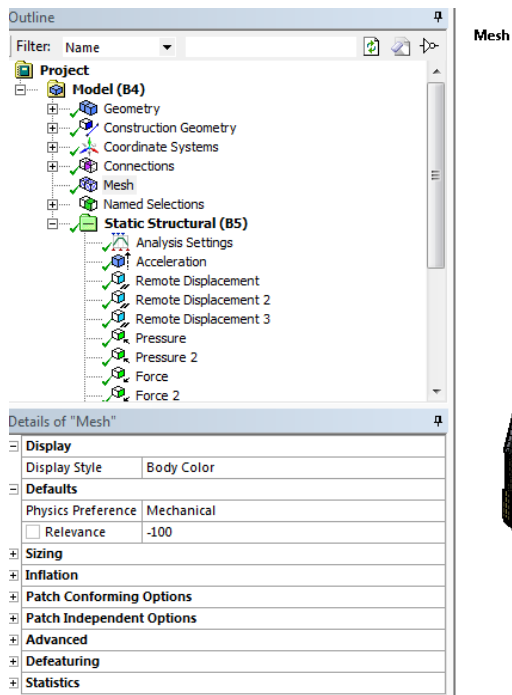 Outline
Filter: Name
Mesh
Project
Model (B4)
Geometry
Construction Geometry
Coordinate Systems
Connections
Mesh
Named Selections
Static Structural (B5)
Analysis Settings
Acceleration
Remote Displacement
Remote Displacement 2
Remote Displacement 3
Pressure
Pressure 2
Force
Force 2
Details of "Mesh"
Display
Display Style Body Color
Defaults
Physics Preference Mechanical
Relevance -100
Sizing
Inflation
Patch Conforming Options
Patch Independent Options
Advanced
Defeaturing
Statistics